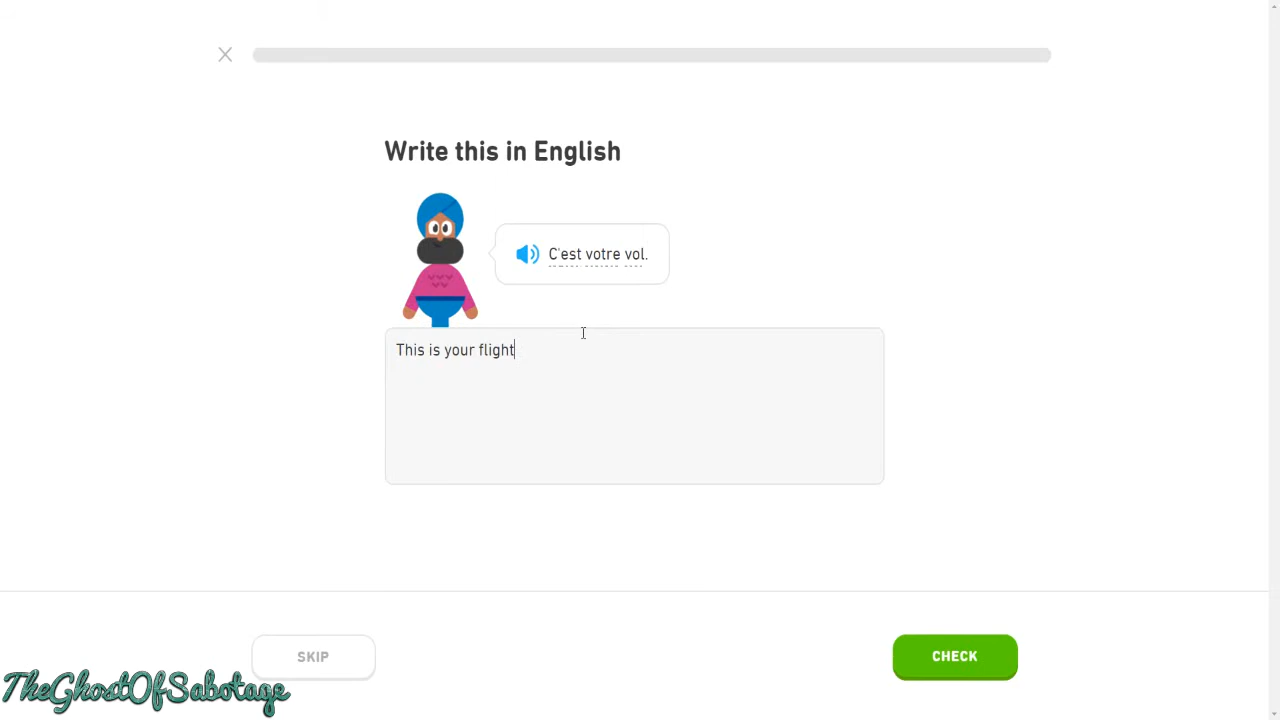 Write this in English
C'est votre vol.
This is your flight
SKIP
CHECK
TheGhostOfSabotage